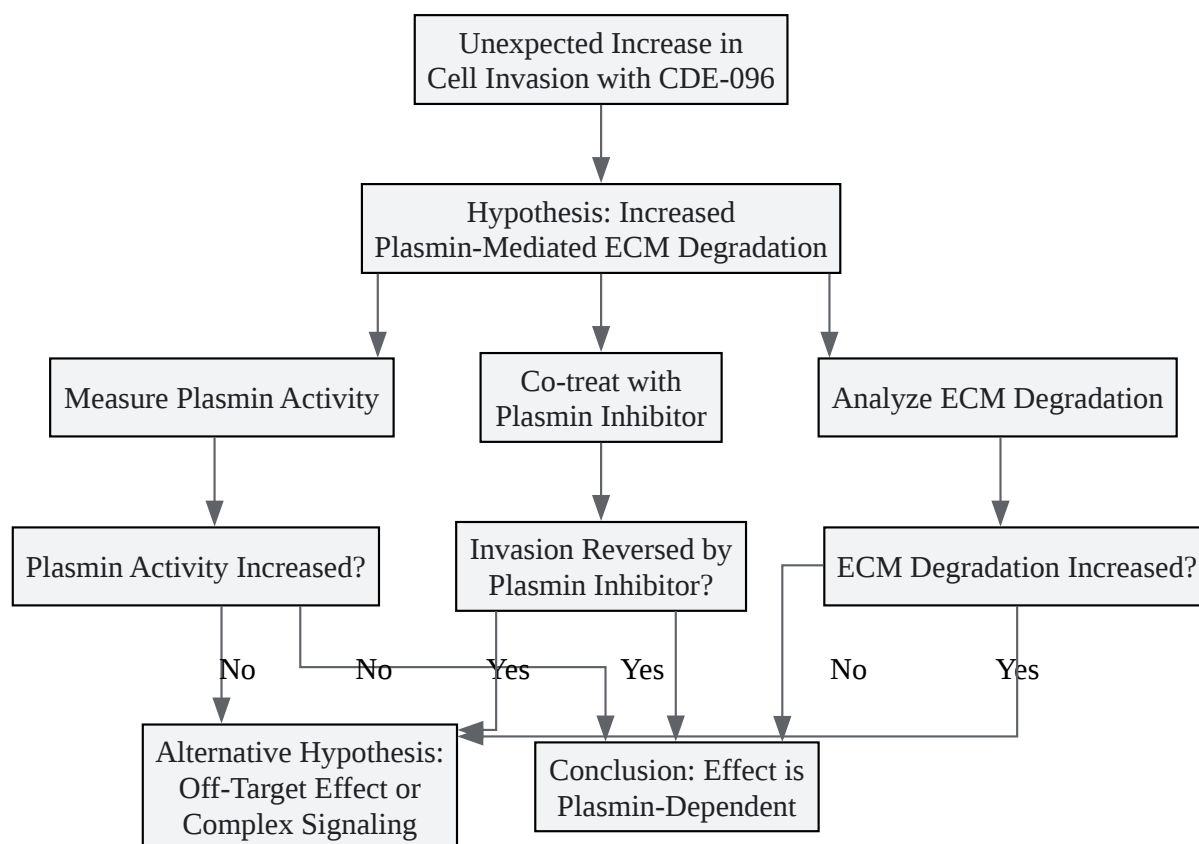 Unexpected Increase in
Cell Invasion with CDE-096
Hypothesis: Increased
Plasmin-Mediated ECM Degradation
Measure Plasmin Activity
Co-treat with
Plasmin Inhibitor
Analyze ECM Degradation
Plasmin Activity Increased?
Invasion Reversed by
Plasmin Inhibitor?
ECM Degradation Increased?
No
No
Yes
Yes
No
Yes
Alternative Hypothesis:
Off-Target Effect or
Complex Signaling
Conclusion: Effect is
Plasmin-Dependent